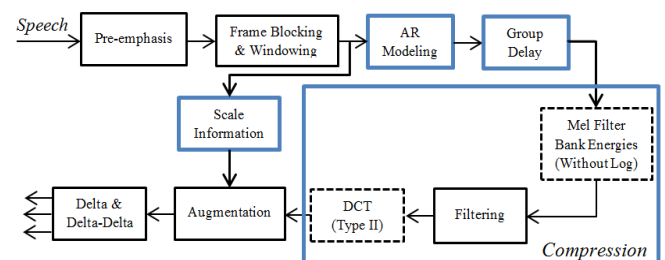 Speech
Pre-emphasis
Frame Blocking
& Windowing
AR
Modeling
Group
Delay
Scale
Information
Mel Filter
Bank Energies
(Without Log)
Delta &
Delta-Delta
Augmentation
DCT
(Type II)
Filtering
Compression